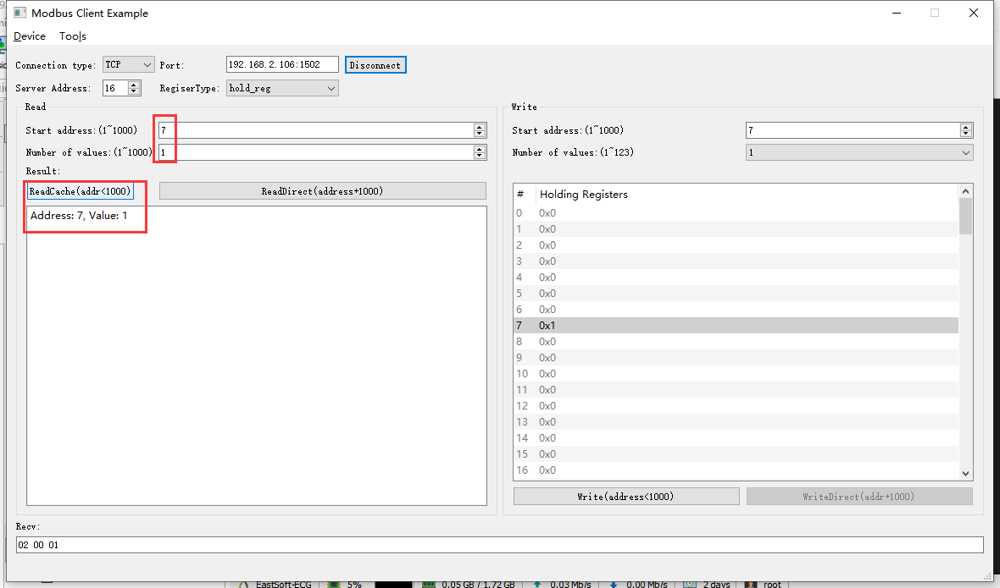 Modbus Client Example
Device Tools
Connection type: TCP Port: 192.168.2.106:1502 Disconnect
Server Address: 16 RegiserType: hold_reg
Read
Start address:(1~1000) 7
Number of values:(1~1000) 1
Result:
ReadCache(addr<1000) ReadDirect(address+1000)
Address: 7, Value: 1
Write
Start address:(1~1000) 7
Number of values:(1~123) 1
# Holding Registers
0 0x0
1 0x0
2 0x0
3 0x0
4 0x0
5 0x0
6 0x0
7 0x1
8 0x0
9 0x0
10 0x0
11 0x0
12 0x0
13 0x0
14 0x0
15 0x0
16 0x0
Write(address<1000) WriteDirect(addr+1000)
Recv:
02 00 01
EastSoft-ECG 5% 0.05 GB / 1.72 GB 0.03 Mb/s 0.00 Mb/s 2 days root